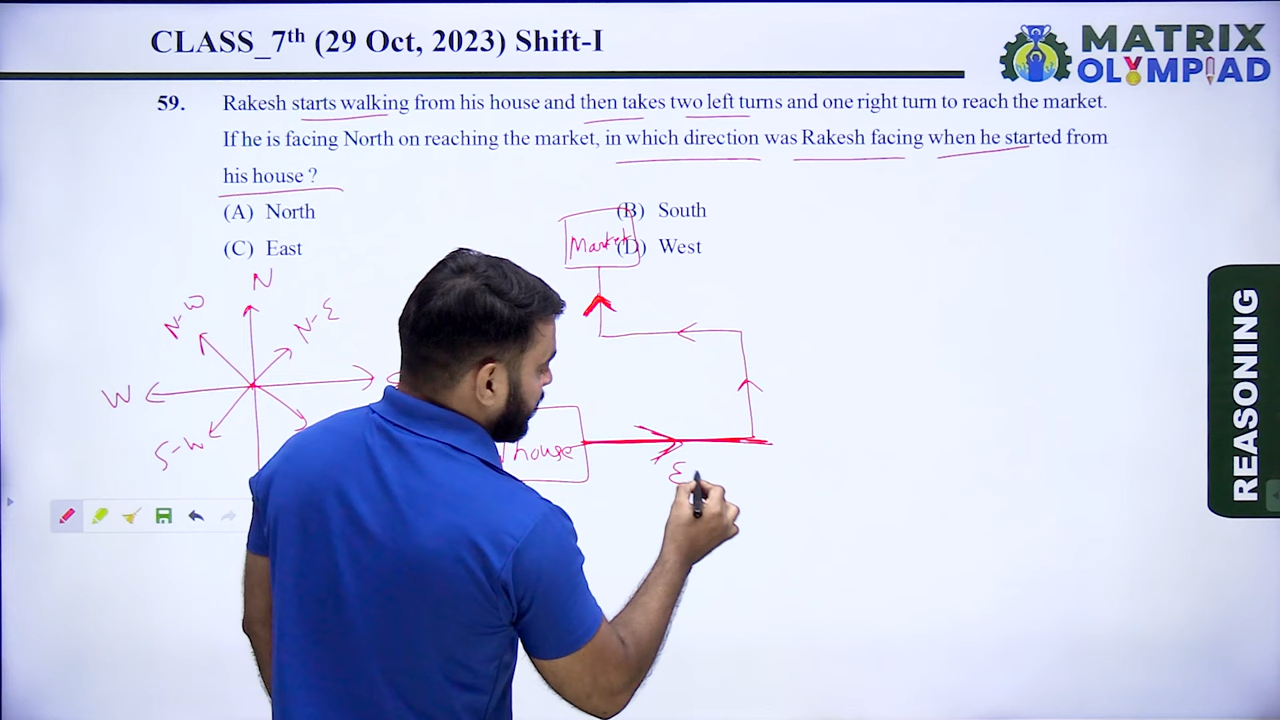 CLASS_7th (29 Oct, 2023) Shift-I
MATRIX
OLYMPIAD
59. Rakesh starts walking from his house and then takes two left turns and one right turn to reach the market.
If he is facing North on reaching the market, in which direction was Rakesh facing when he started from
his house ?
(A) North (B) South
(C) East (D) West
Market
N
N-W
N-E
W
S-W
house
E
REASONING